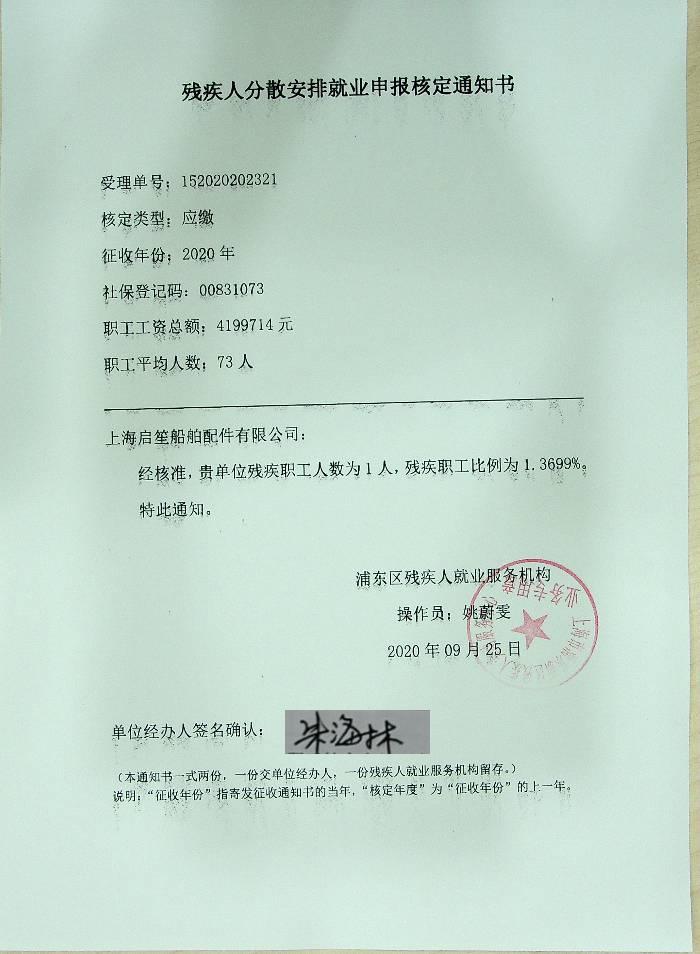 残疾人分散安排就业申报核定通知书
受理单号：152020202321
核定类型：应缴
征收年份：2020 年
社保登记码：00831073
职工工资总额：4199714 元
职工平均人数：73 人
上海启笙船舶配件有限公司：
经核准，贵单位残疾职工人数为 1 人，残疾职工比例为 1.3699%。
特此通知。
浦东区残疾人就业服务机构
操作员：姚蔚雯
2020 年 09 月 25 日
业务专用章
单位经办人签名确认：朱海林
（本通知书一式两份，一份交单位经办人，一份残疾人就业服务机构留存。）
说明：“征收年份”指寄发征收通知书的当年，“核定年度”为“征收年份”的上一年。